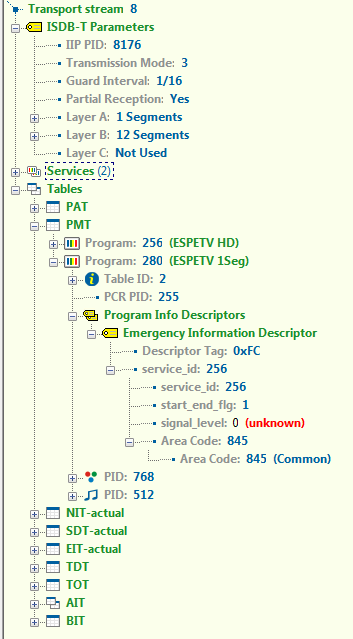 Transport stream 8
ISDB-T Parameters
IIP PID: 8176
Transmission Mode: 3
Guard Interval: 1/16
Partial Reception: Yes
Layer A: 1 Segments
Layer B: 12 Segments
Layer C: Not Used
Services (2)
Tables
PAT
PMT
Program: 256 (ESPETV HD)
Program: 280 (ESPETV 1Seg)
Table ID: 2
PCR PID: 255
Program Info Descriptors
Emergency Information Descriptor
Descriptor Tag: 0xFC
service_id: 256
service_id: 256
start_end_flg: 1
signal_level: 0 (unknown)
Area Code: 845
Area Code: 845 (Common)
PID: 768
PID: 512
NIT-actual
SDT-actual
EIT-actual
TDT
TOT
AIT
BIT